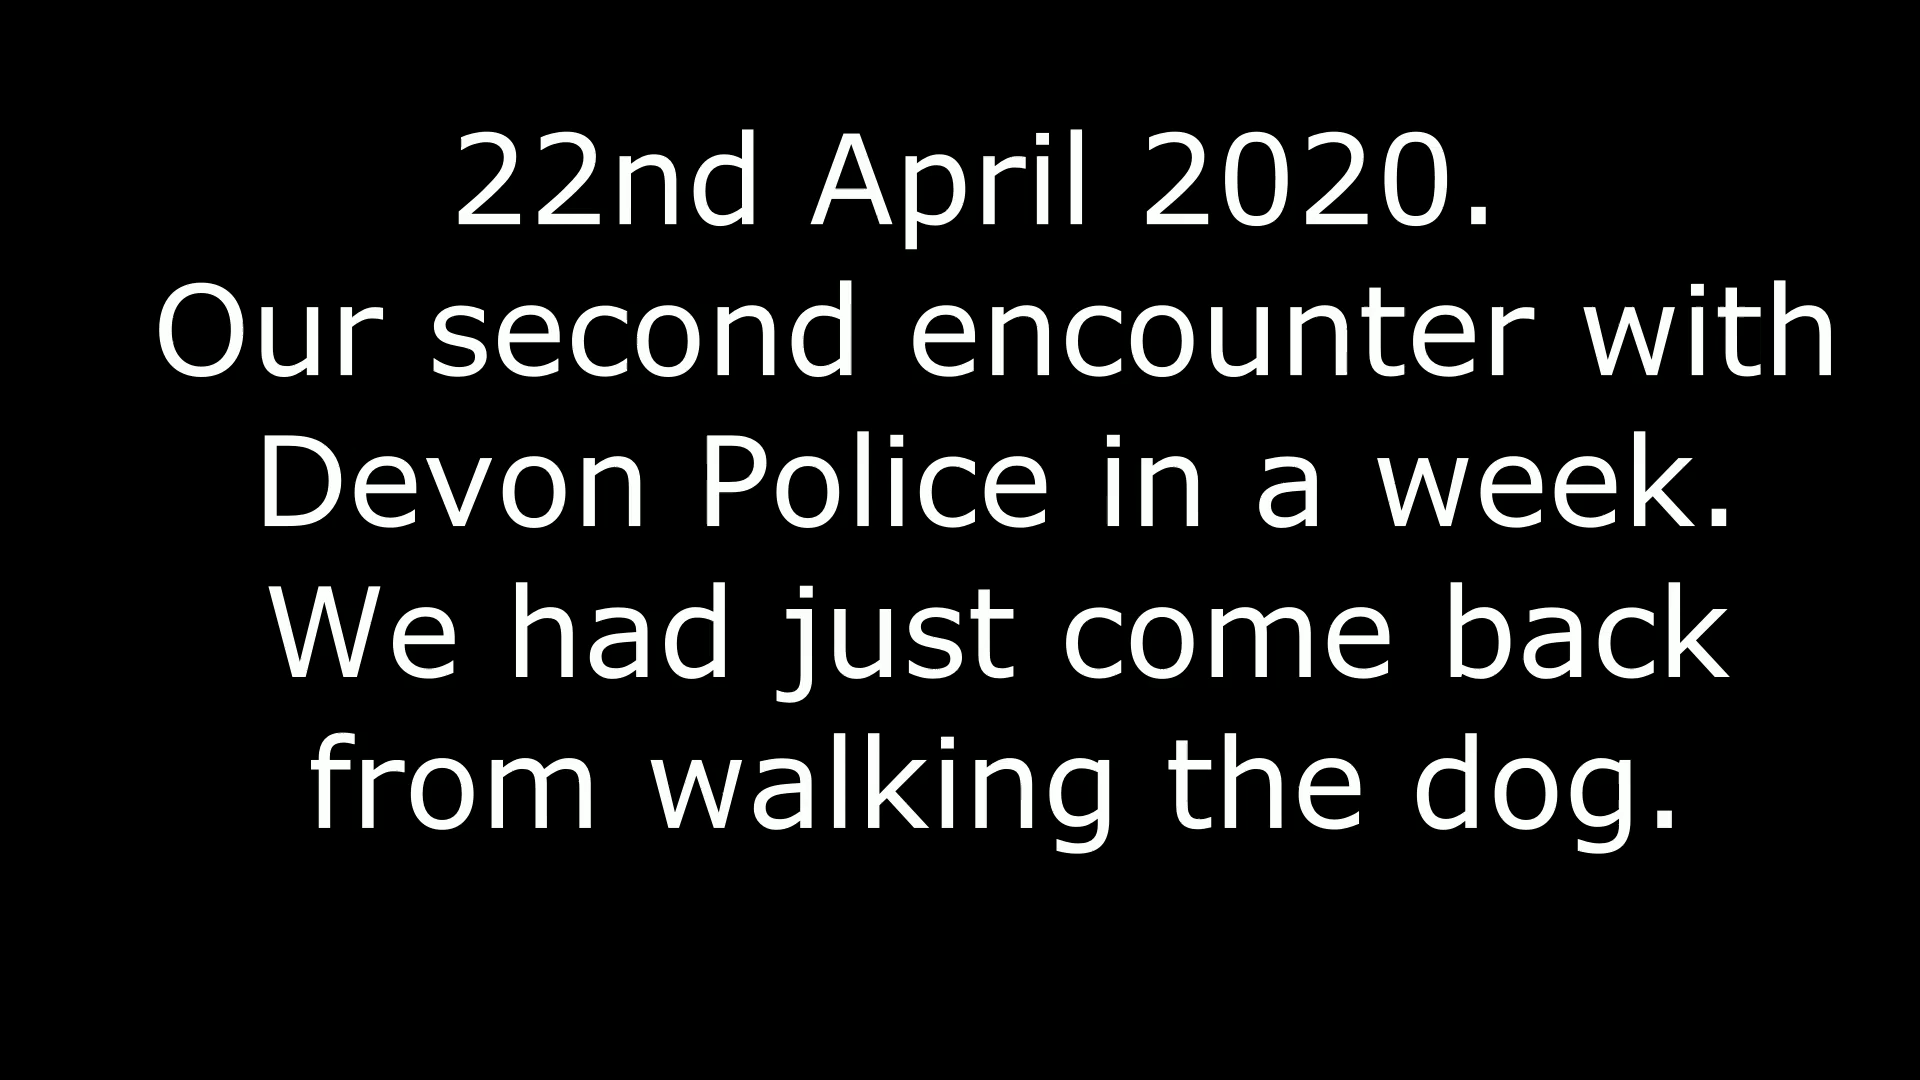 22nd April 2020.
Our second encounter with
Devon Police in a week.
We had just come back
from walking the dog.